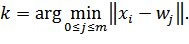 k = arg min_{0≤j≤m} ‖x_i − w_j‖.